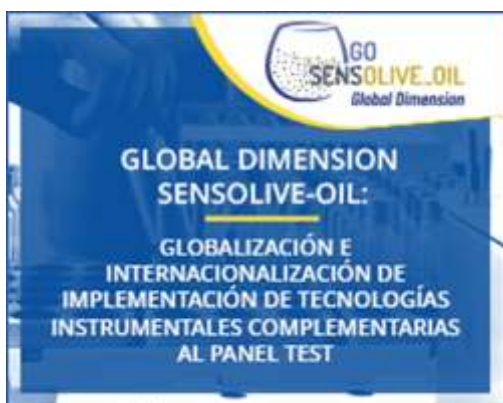 GO
SENSOLIVE_OIL
Global Dimension
GLOBAL DIMENSION
SENSOLIVE-OIL:
GLOBALIZACIÓN E
INTERNACIONALIZACIÓN DE
IMPLEMENTACIÓN DE TECNOLOGÍAS
INSTRUMENTALES COMPLEMENTARIAS
AL PANEL TEST